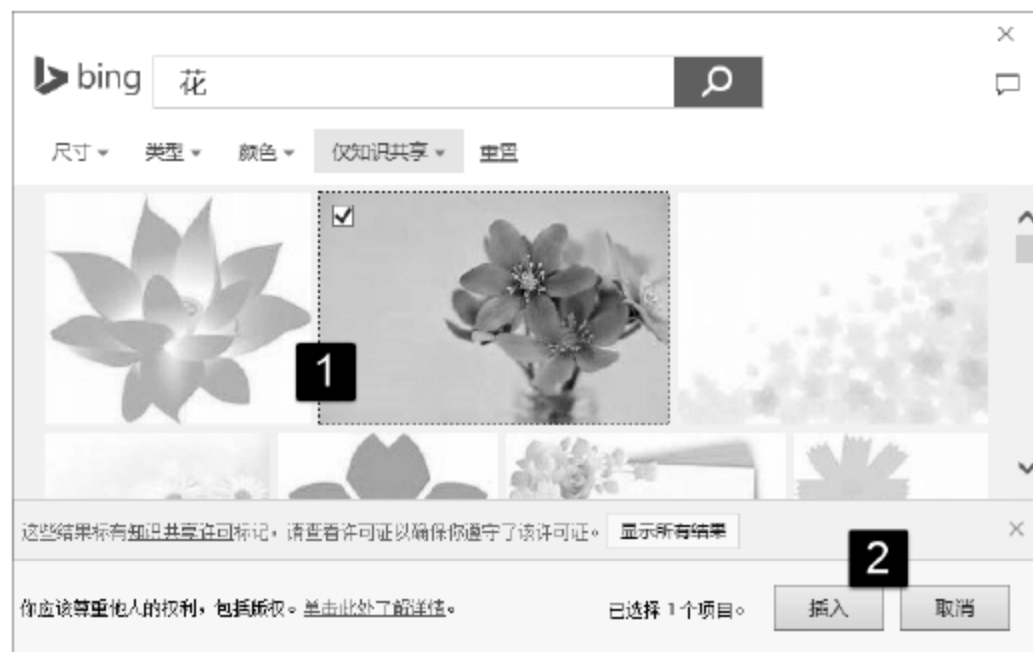 bing 花
尺寸 类型 颜色 仅知识共享 重置
1
这些结果标有知识共享许可标记。请查看许可证以确保你遵守了该许可证。 显示所有结果
2
你应该尊重他人的权利，包括版权。单击此处了解详情。 已选择 1 个项目。 插入 取消